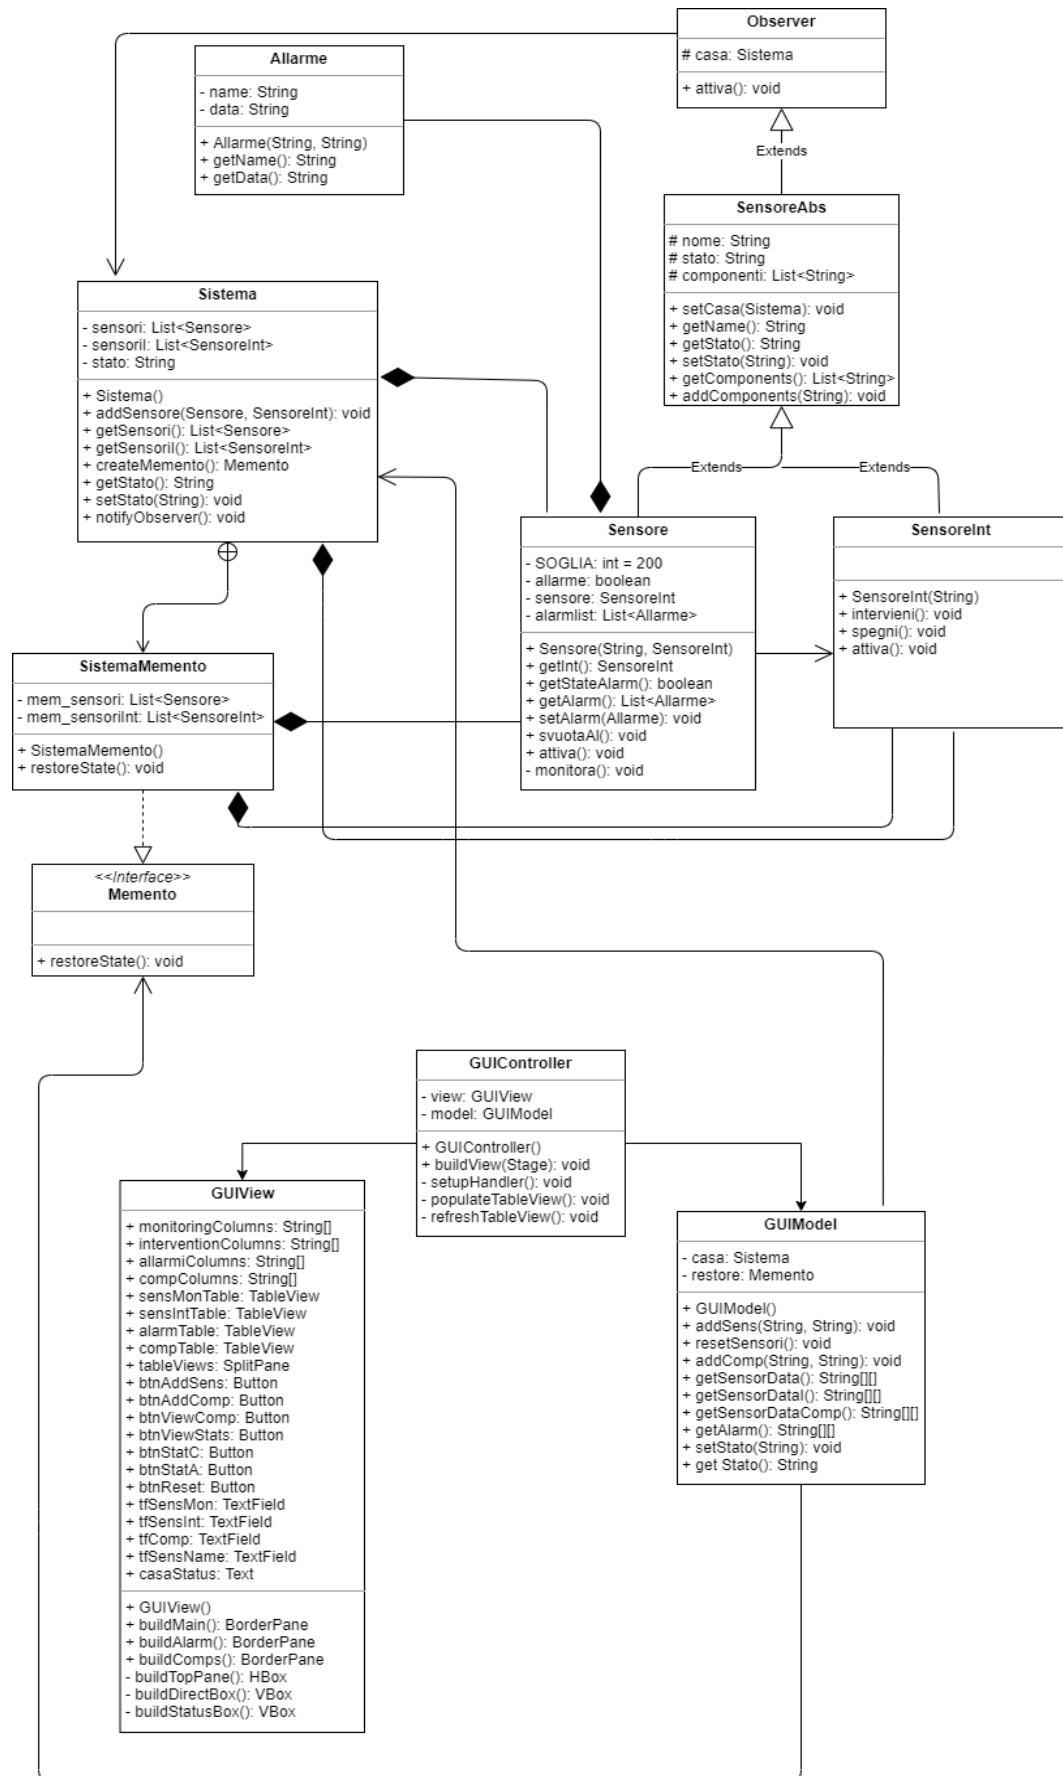 Observer
# casa: Sistema
+ attiva(): void
Allarme
- name: String
- data: String
+ Allarme(String, String)
+ getName(): String
+ getData(): String
Extends
SensoreAbs
# nome: String
# stato: String
# componenti: List<String>
+ setCasa(Sistema): void
+ getName(): String
+ getStato(): String
+ setStato(String): void
+ getComponents(): List<String>
+ addComponents(String): void
Sistema
- sensori: List<Sensore>
- sensoriI: List<SensoreInt>
- stato: String
+ Sistema()
+ addSensore(Sensore, SensoreInt): void
+ getSensori(): List<Sensore>
+ getSensoriI(): List<SensoreInt>
+ createMemento(): Memento
+ getStato(): String
+ setStato(String): void
+ notifyObserver(): void
Extends
Extends
Sensore
- SOGLIA: int = 200
- allarme: boolean
- sensore: SensoreInt
- alarmlist: List<Allarme>
+ Sensore(String, SensoreInt)
+ getInt(): SensoreInt
+ getStateAlarm(): boolean
+ getAlarm(): List<Allarme>
+ setAlarm(Allarme): void
+ svuotaAl(): void
+ attiva(): void
- monitora(): void
SensoreInt
+ SensoreInt(String)
+ intervieni(): void
+ spegni(): void
+ attiva(): void
SistemaMemento
- mem_sensori: List<Sensore>
- mem_sensoriInt: List<SensoreInt>
+ SistemaMemento()
+ restoreState(): void
<<Interface>>
Memento
+ restoreState(): void
GUIController
- view: GUIView
- model: GUIModel
+ GUIController()
+ buildView(Stage): void
- setupHandler(): void
- populateTableView(): void
- refreshTableView(): void
GUIView
+ monitoringColumns: String[]
+ interventionColumns: String[]
+ allarmiColumns: String[]
+ compColumns: String[]
+ sensMonTable: TableView
+ sensIntTable: TableView
+ alarmTable: TableView
+ compTable: TableView
+ tableViews: SplitPane
+ btnAddSens: Button
+ btnAddComp: Button
+ btnViewComp: Button
+ btnViewStats: Button
+ btnStatC: Button
+ btnStatA: Button
+ btnReset: Button
+ tfSensMon: TextField
+ tfSensInt: TextField
+ tfComp: TextField
+ tfSensName: TextField
+ casaStatus: Text
+ GUIView()
+ buildMain(): BorderPane
+ buildAlarm(): BorderPane
+ buildComps(): BorderPane
- buildTopPane(): HBox
- buildDirectBox(): VBox
- buildStatusBox(): VBox
GUIModel
- casa: Sistema
- restore: Memento
+ GUIModel()
+ addSens(String, String): void
+ resetSensori(): void
+ addComp(String, String): void
+ getSensorData(): String[][]
+ getSensorDataI(): String[][]
+ getSensorDataComp(): String[][]
+ getAlarm(): String[][]
+ setStato(String): void
+ get Stato(): String